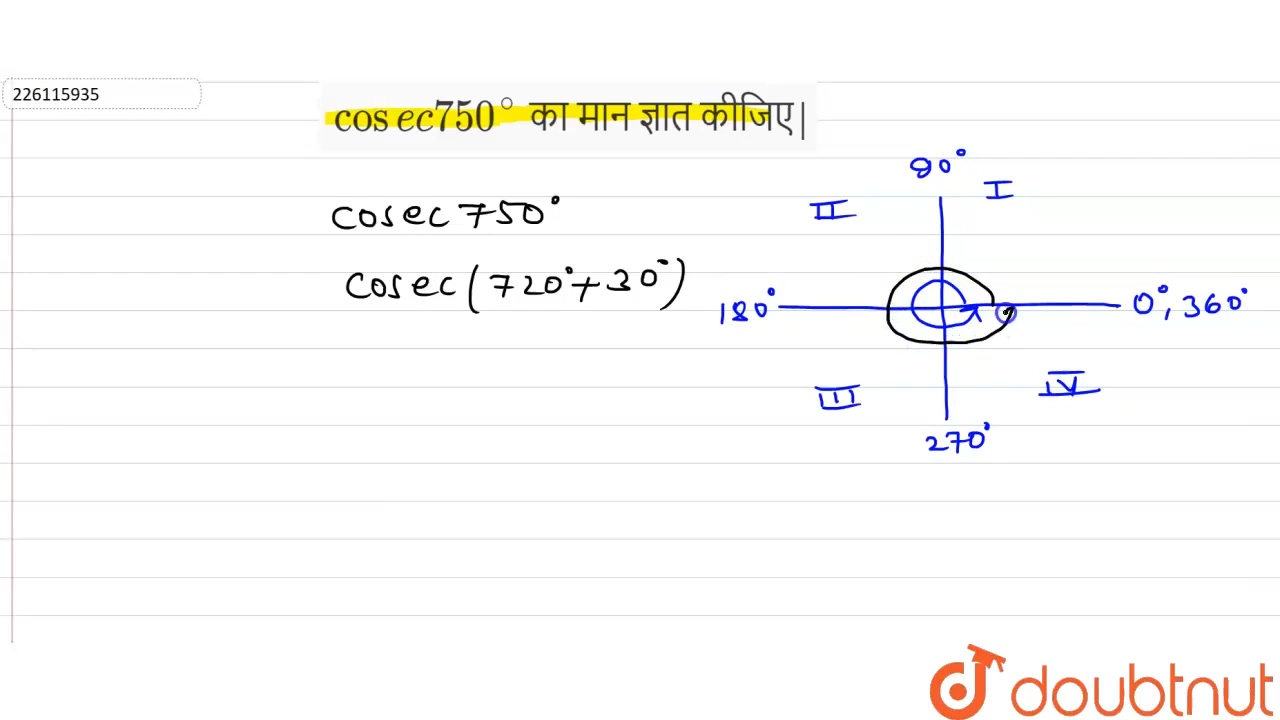 226115935
cosec750° का मान ज्ञात कीजिए|
cosec 750°
cosec(720°+30°)
90°
I
II
180°
0°, 360°
III
IV
270°
doubtnut